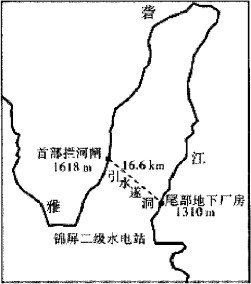 砻
首部拦河闸
1618 m
16.6 km
引水遂洞
江
尾部地下厂房
1310 m
雅
锦屏二级水电站